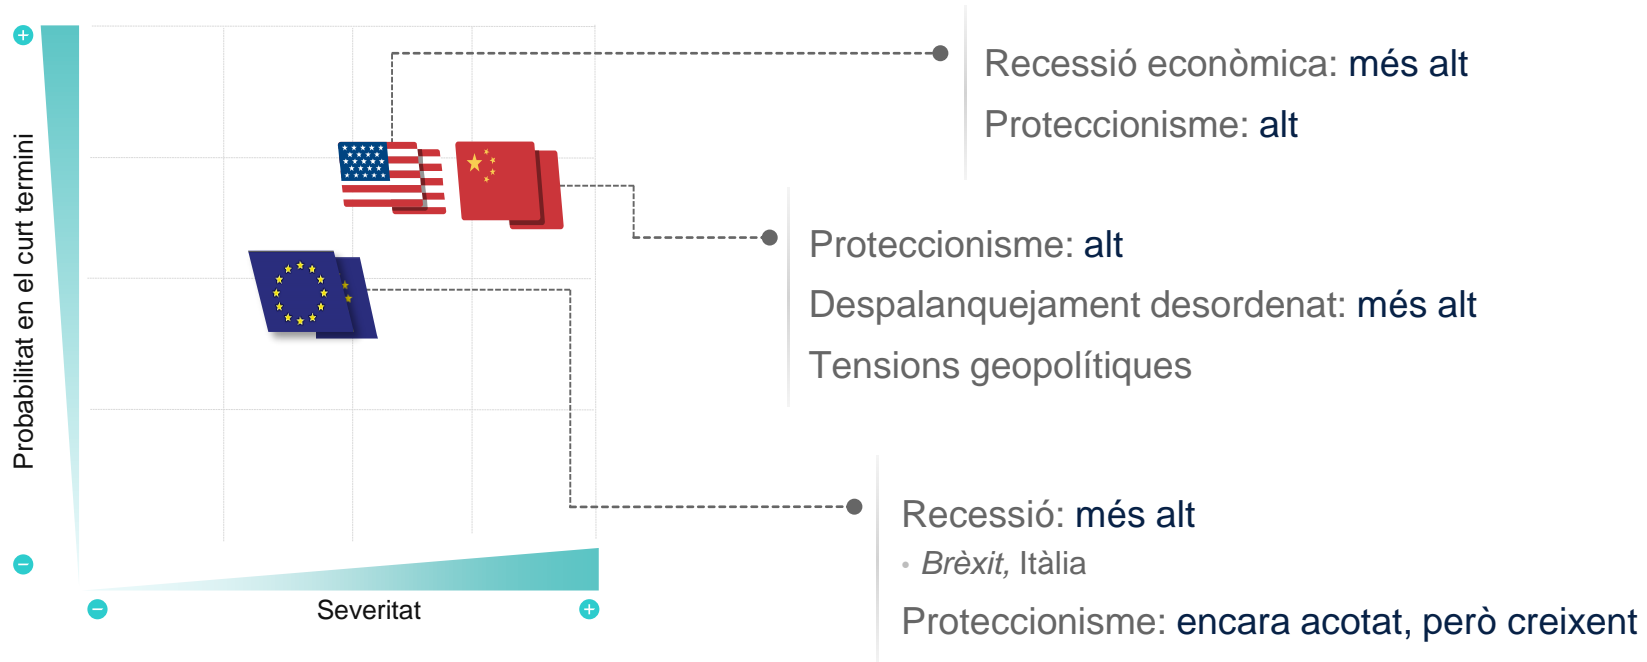 Probabilitat en el curt termini
Severitat
Recessió econòmica: més alt
Proteccionisme: alt
Proteccionisme: alt
Despalanquejament desordenat: més alt
Tensions geopolítiques
Recessió: més alt
• Brèxit, Itàlia
Proteccionisme: encara acotat, però creixent